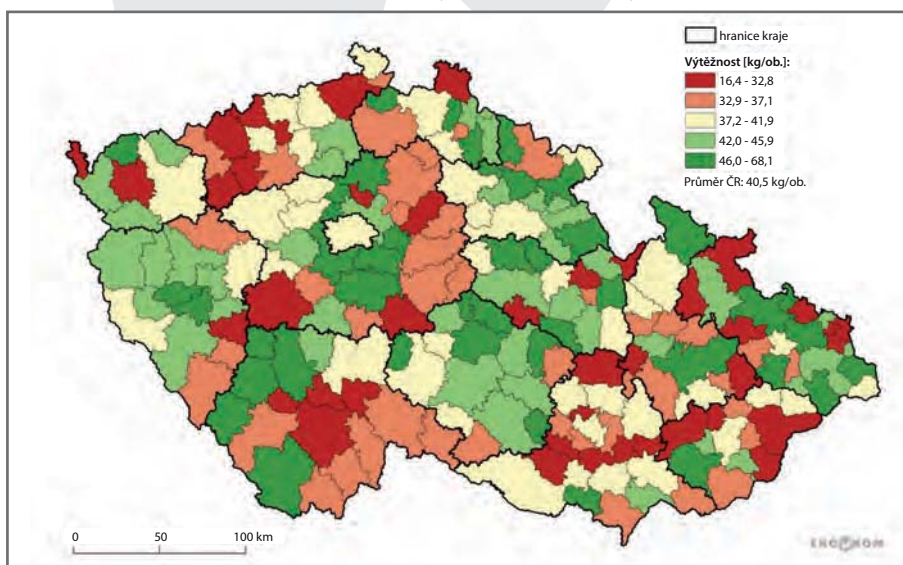 hranice kraje
Výtěžnost [kg/ob.]:
16,4 - 32,8
32,9 - 37,1
37,2 - 41,9
42,0 - 45,9
46,0 - 68,1
Průměr ČR: 40,5 kg/ob.
0 50 100 km
EKO KOM